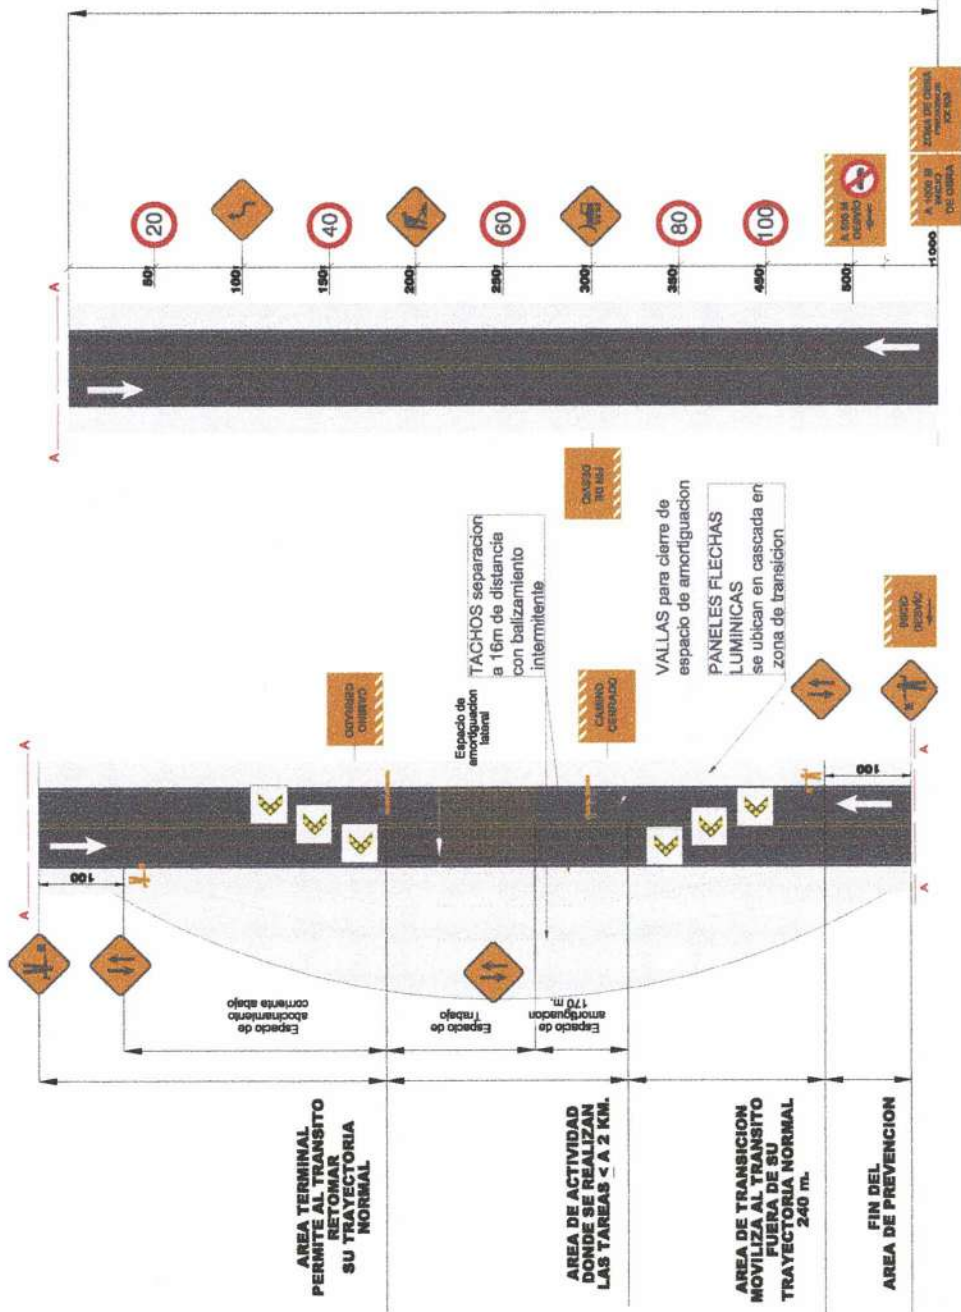 A
A
20
40
60
80
100
50
100
150
200
250
300
350
450
500
1000
A 500 M
DESVÍO
A 1000 M
INICIO
DE OBRA
ZONA DE OBRA
A
A
FIN DE
DESVIO
TACHOS separacion
a 16m de distancia
con balizamiento
intermitente
VALLAS para cierre de
espacio de amortiguacion
PANELES FLECHAS
LUMINICAS
se ubican en cascada en
zona de transicion
INICIO
DESVÍO
CAMINO
CERRADO
Espacio de
amortiguacion
lateral
CAMINO
CERRADO
A
A
100
100
A
A
Espacio de
abocinamiento
corriente abajo
Espacio de
Trabajo
Espacio de
amortiguacion
170 m.
AREA TERMINAL
PERMITE AL TRANSITO
RETOMAR
SU TRAYECTORIA
NORMAL
AREA DE ACTIVIDAD
DONDE SE REALIZAN
LAS TAREAS < A 2 KM.
AREA DE TRANSICION
MOVILIZA AL TRANSITO
FUERA DE SU
TRAYECTORIA NORMAL
240 m.
FIN DEL
AREA DE PREVENCION